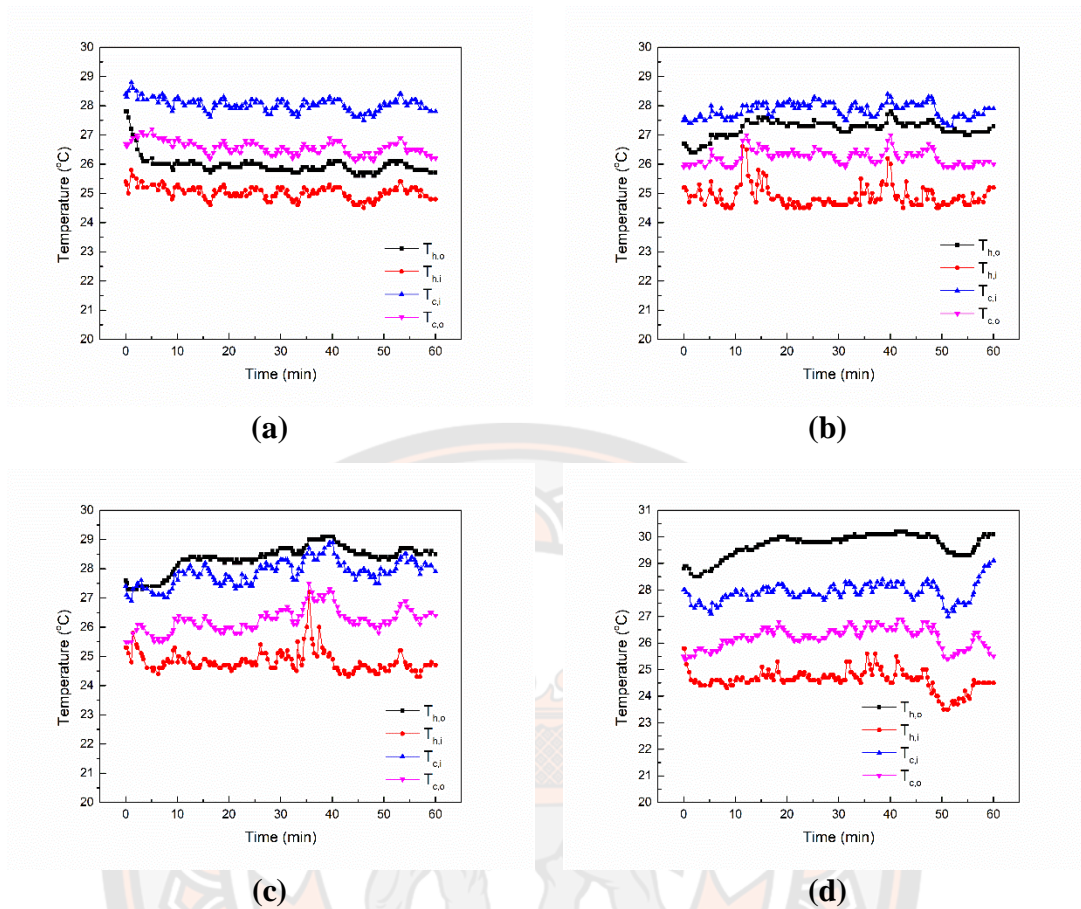 30
29
28
27
26
25
24
23
22
21
20
Temperature (°C)
T h,o
T h,i
T c,i
T c,o
0 10 20 30 40 50 60
Time (min)
(a)
30
29
28
27
26
25
24
23
22
21
20
Temperature (°C)
T h,o
T h,i
T c,i
T c,o
0 10 20 30 40 50 60
Time (min)
(b)
30
29
28
27
26
25
24
23
22
21
20
Temperature (°C)
T h,o
T h,i
T c,i
T c,o
0 10 20 30 40 50 60
Time (min)
(c)
31
30
29
28
27
26
25
24
23
22
21
20
Temperature (°C)
T h,o
T h,i
T c,i
T c,o
0 10 20 30 40 50 60
Time (min)
(d)